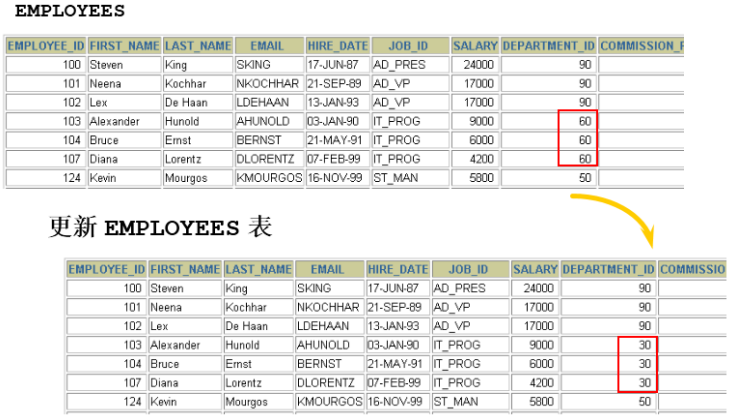 EMPLOYEES
EMPLOYEE_ID FIRST_NAME LAST_NAME EMAIL HIRE_DATE JOB_ID SALARY DEPARTMENT_ID COMMISSION_P
100 Steven King SKING 17-JUN-87 AD_PRES 24000 90
101 Neena Kochhar NKOCHHAR 21-SEP-89 AD_VP 17000 90
102 Lex De Haan LDEHAAN 13-JAN-93 AD_VP 17000 90
103 Alexander Hunold AHUNOLD 03-JAN-90 IT_PROG 9000 60
104 Bruce Ernst BERNST 21-MAY-91 IT_PROG 6000 60
107 Diana Lorentz DLORENTZ 07-FEB-99 IT_PROG 4200 60
124 Kevin Mourgos KMOURGOS 16-NOV-99 ST_MAN 5800 50
更新 EMPLOYEES 表
EMPLOYEE_ID FIRST_NAME LAST_NAME EMAIL HIRE_DATE JOB_ID SALARY DEPARTMENT_ID COMMISSIO
100 Steven King SKING 17-JUN-87 AD_PRES 24000 90
101 Neena Kochhar NKOCHHAR 21-SEP-89 AD_VP 17000 90
102 Lex De Haan LDEHAAN 13-JAN-93 AD_VP 17000 90
103 Alexander Hunold AHUNOLD 03-JAN-90 IT_PROG 9000 30
104 Bruce Ernst BERNST 21-MAY-91 IT_PROG 6000 30
107 Diana Lorentz DLORENTZ 07-FEB-99 IT_PROG 4200 30
124 Kevin Mourgos KMOURGOS 16-NOV-99 ST_MAN 5800 50